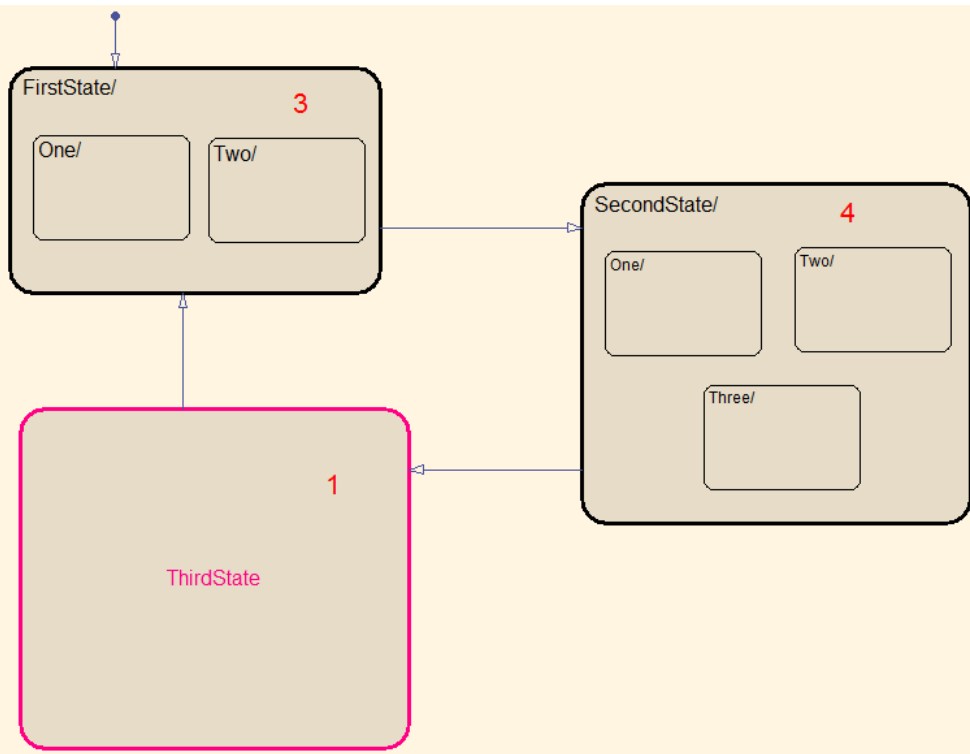 FirstState/
3
One/
Two/
SecondState/
4
One/
Two/
Three/
1
ThirdState